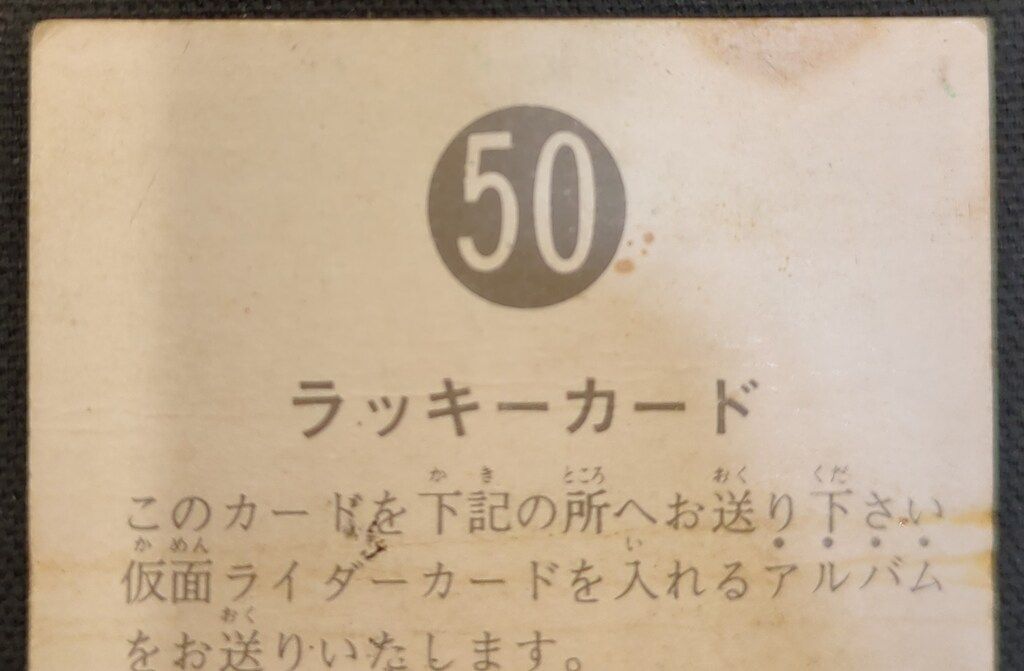 50
ラッキーカード
このカードを下記の所へお送り下さい
仮面ライダーカードを入れるアルバム
をお送りいたします。